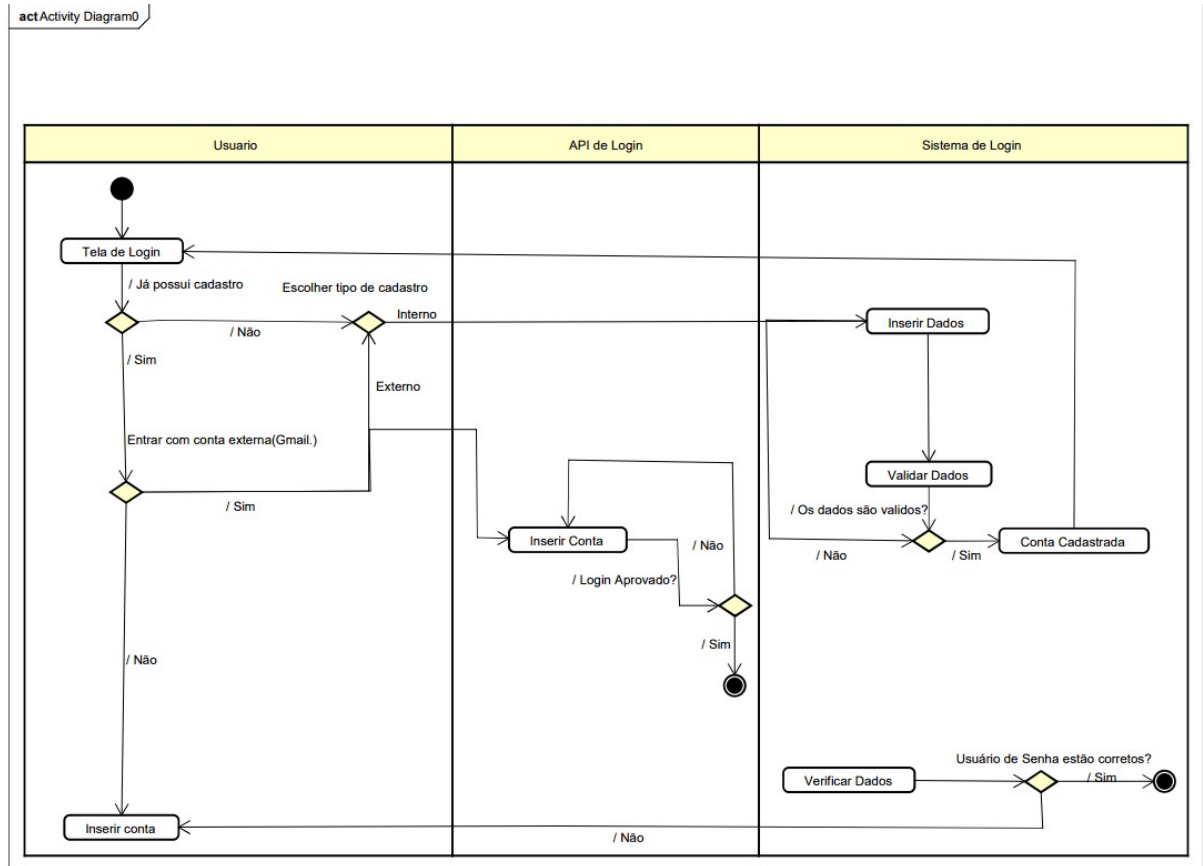 act Activity Diagram0
Usuario
API de Login
Sistema de Login
Tela de Login
/ Já possui cadastro
Escolher tipo de cadastro
/ Não
Interno
Inserir Dados
/ Sim
Externo
Entrar com conta externa(Gmail.)
/ Sim
Validar Dados
/ Os dados são validos?
Inserir Conta
/ Não
/ Não
/ Sim
Conta Cadastrada
/ Login Aprovado?
/ Sim
/ Não
Usuário de Senha estão corretos?
Verificar Dados
/ Sim
Inserir conta
/ Não